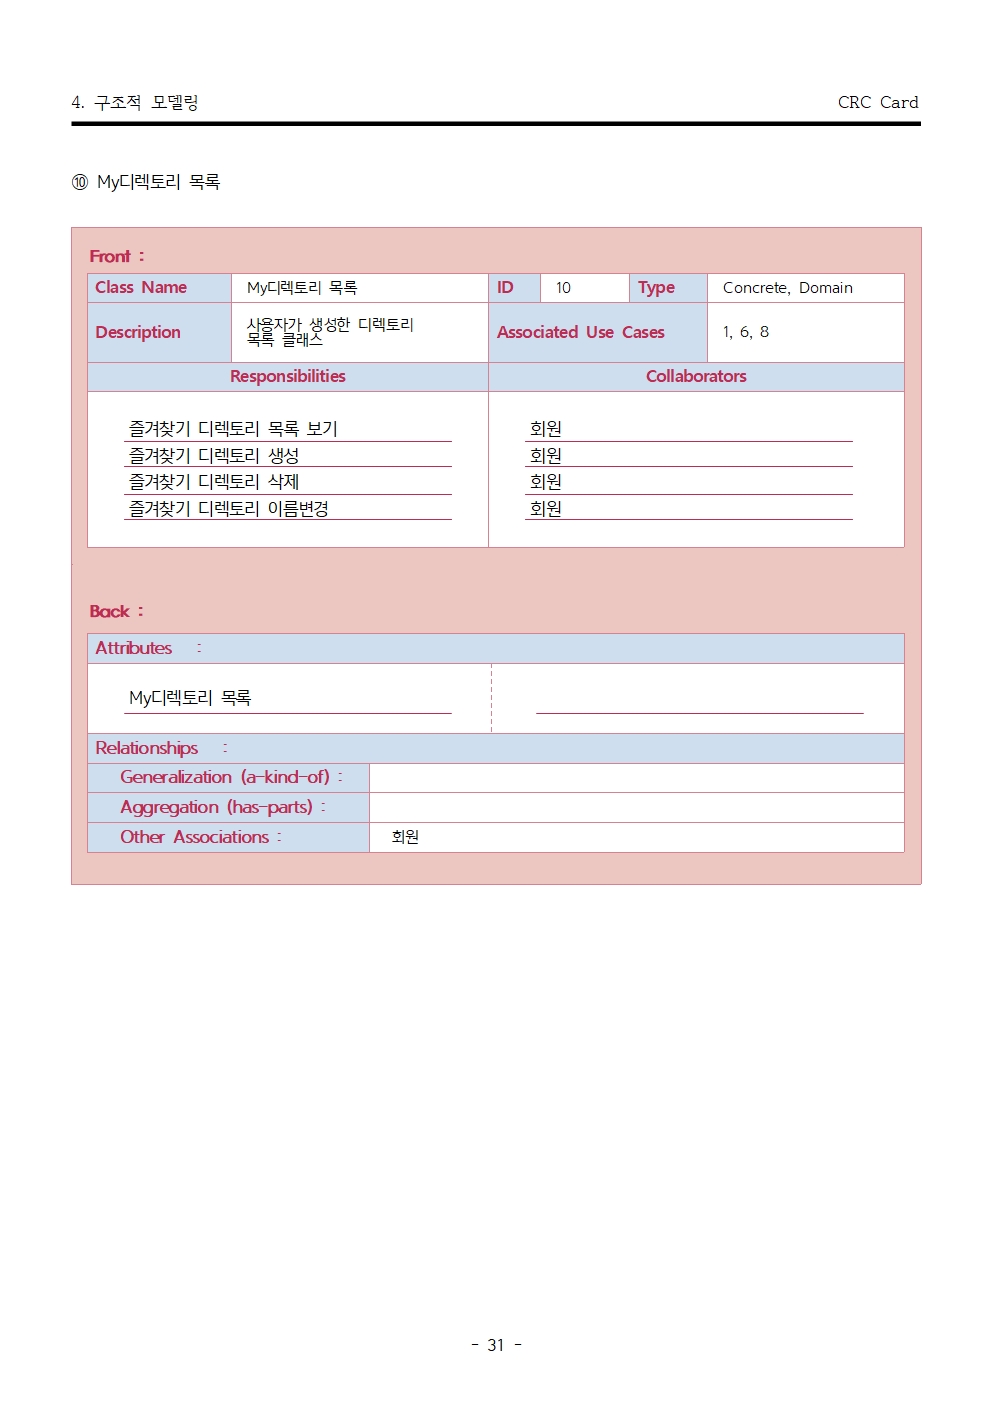 4. 구조적 모델링 CRC Card
⑩ My디렉토리 목록
Front :
Class Name My디렉토리 목록 ID 10 Type Concrete, Domain
Description 사용자가 생성한 디렉토리
목록 클래스 Associated Use Cases 1, 6, 8
Responsibilities Collaborators
즐겨찾기 디렉토리 목록 보기 회원
즐겨찾기 디렉토리 생성 회원
즐겨찾기 디렉토리 삭제 회원
즐겨찾기 디렉토리 이름변경 회원
Back :
Attributes :
My디렉토리 목록
Relationships :
Generalization (a-kind-of) :
Aggregation (has-parts) :
Other Associations : 회원
- 31 -